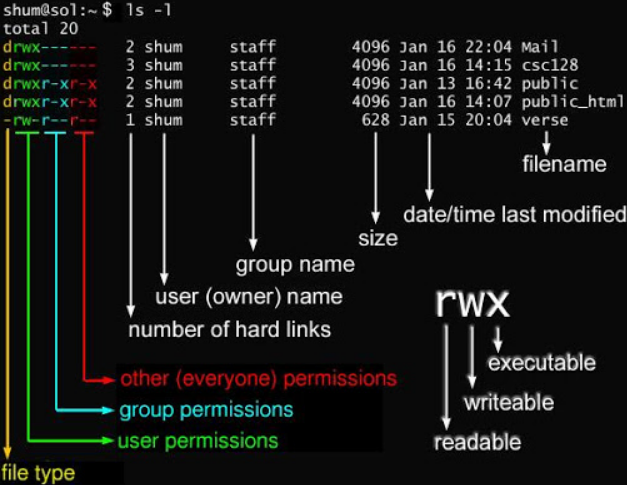 shum@sol:~$ ls -l
total 20
drwx------ 2 shum staff 4096 Jan 16 22:04 Mail
drwx------ 3 shum staff 4096 Jan 16 14:15 csc128
drwxr-xr-x 2 shum staff 4096 Jan 13 16:42 public
drwxr-xr-x 2 shum staff 4096 Jan 16 14:07 public_html
-rw-r--r-- 1 shum staff 628 Jan 15 20:04 verse
filename
date/time last modified
size
group name
user (owner) name
number of hard links
rwx
executable
writeable
readable
other (everyone) permissions
group permissions
user permissions
file type